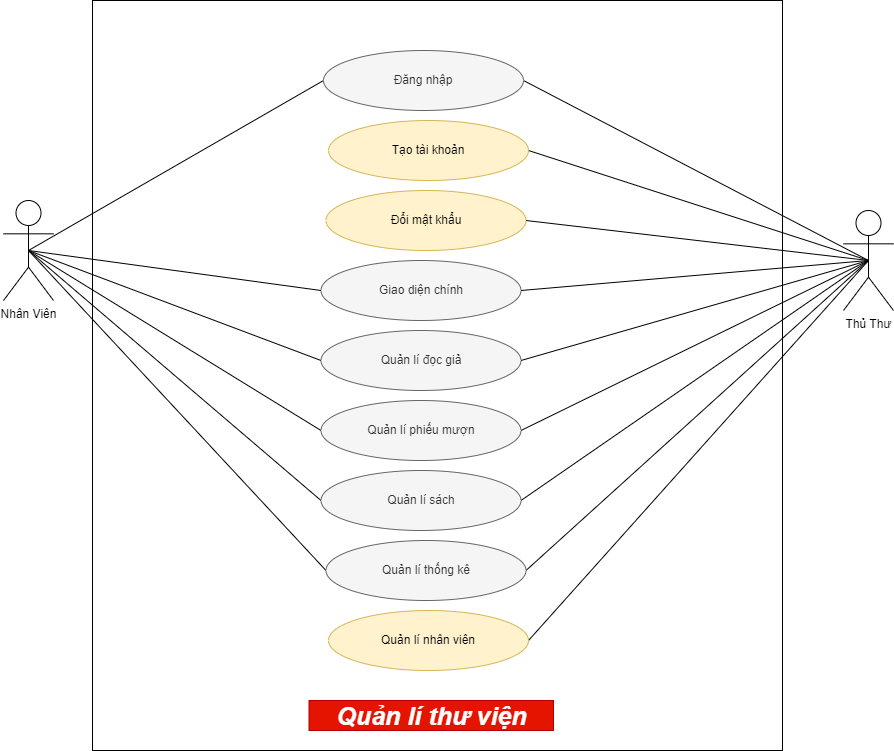 Đăng nhập
Tạo tài khoản
Đổi mật khẩu
Giao diện chính
Quản lí đọc giả
Quản lí phiếu mượn
Quản lí sách
Quản lí thống kê
Quản lí nhân viên
Nhân Viên
Thủ Thư
Quản lí thư viện